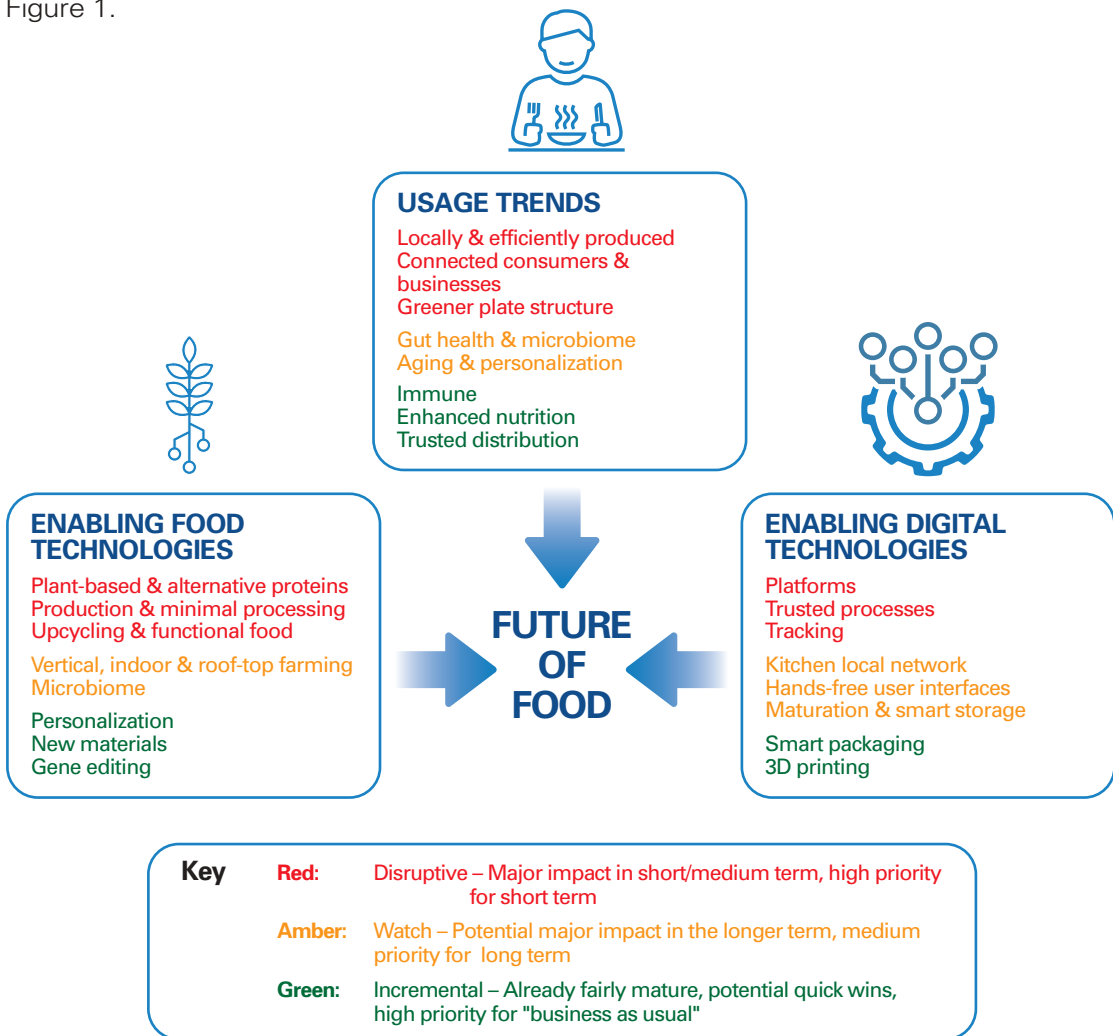 Figure 1.
USAGE TRENDS
Locally & efficiently produced
Connected consumers &
businesses
Greener plate structure
Gut health & microbiome
Aging & personalization
Immune
Enhanced nutrition
Trusted distribution
ENABLING FOOD
TECHNOLOGIES
Plant-based & alternative proteins
Production & minimal processing
Upcycling & functional food
Vertical, indoor & roof-top farming
Microbiome
Personalization
New materials
Gene editing
FUTURE
OF
FOOD
ENABLING DIGITAL
TECHNOLOGIES
Platforms
Trusted processes
Tracking
Kitchen local network
Hands-free user interfaces
Maturation & smart storage
Smart packaging
3D printing
Key
Red: Disruptive – Major impact in short/medium term, high priority
for short term
Amber: Watch – Potential major impact in the longer term, medium
priority for long term
Green: Incremental – Already fairly mature, potential quick wins,
high priority for "business as usual"